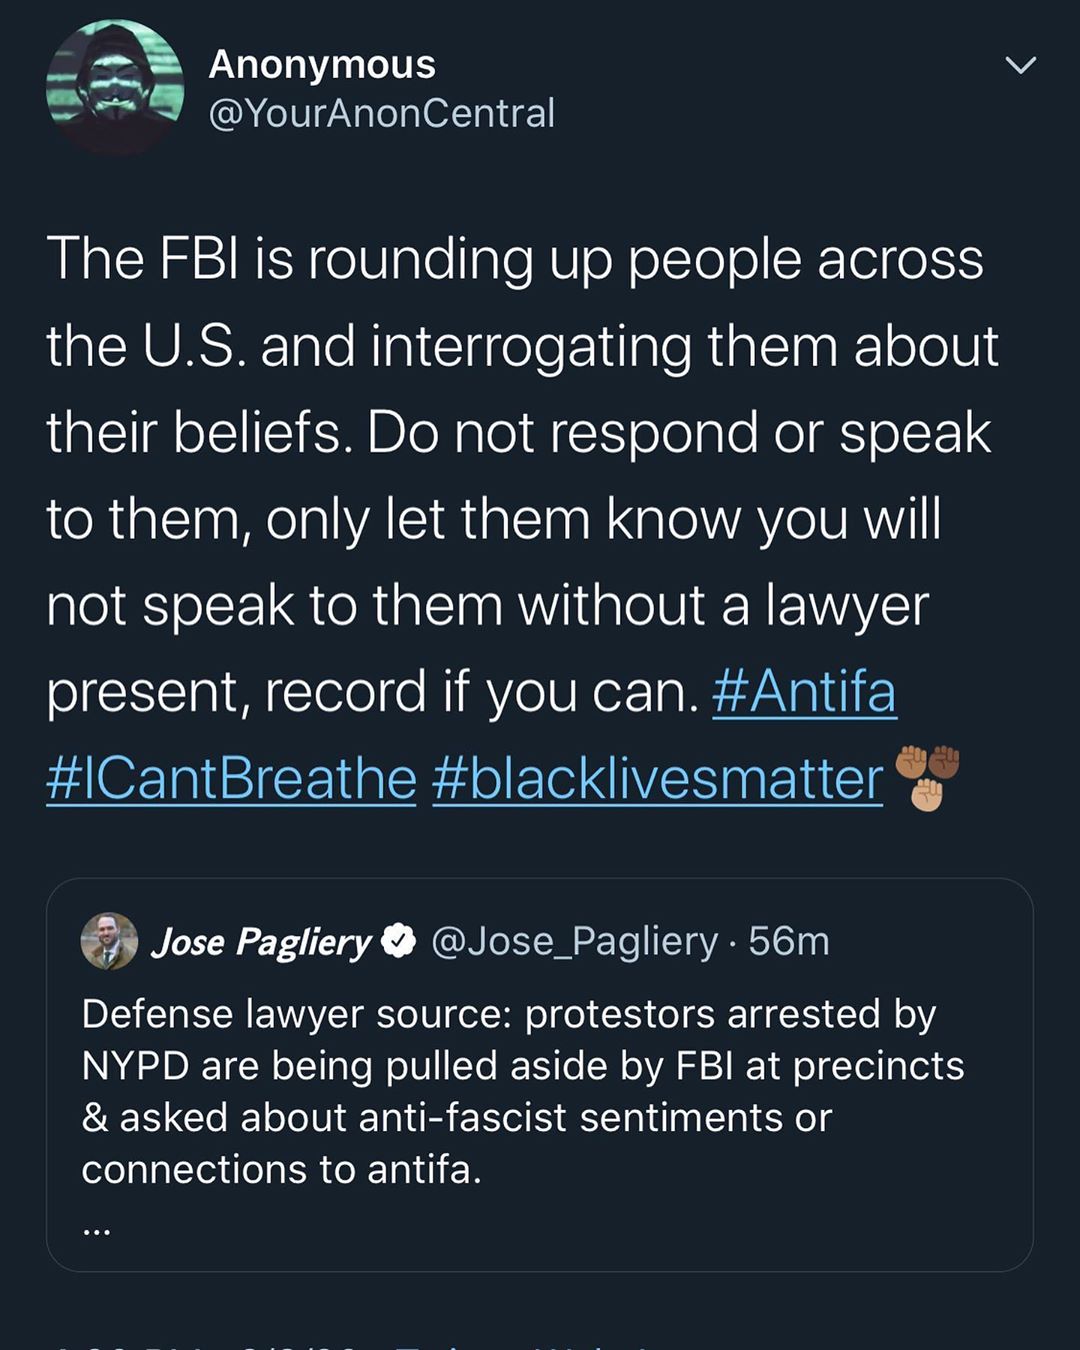 Anonymous
@YourAnonCentral
The FBI is rounding up people across
the U.S. and interrogating them about
their beliefs. Do not respond or speak
to them, only let them know you will
not speak to them without a lawyer
present, record if you can. #Antifa
#ICantBreathe #blacklivesmatter ✊🏽✊🏾✊🏼
Jose Pagliery @Jose_Pagliery · 56m
Defense lawyer source: protestors arrested by
NYPD are being pulled aside by FBI at precincts
& asked about anti-fascist sentiments or
connections to antifa.
...